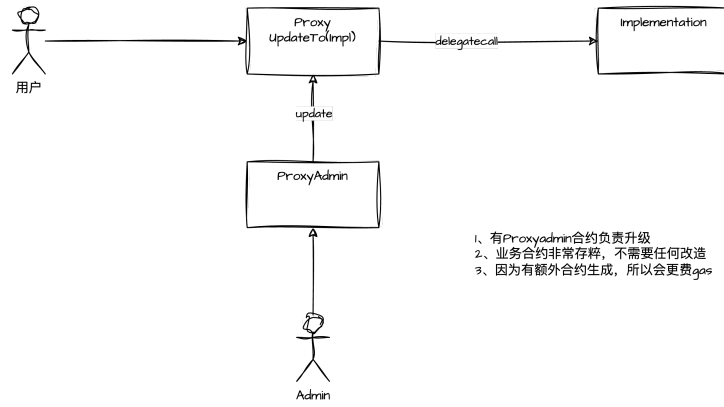 Proxy
UpdateTo(Impl)
Implementation
delegatecall
用户
update
ProxyAdmin
1、有Proxyadmin合约负责升级
2、业务合约非常存粹，不需要任何改造
3、因为有额外合约生成，所以会更费gas
Admin